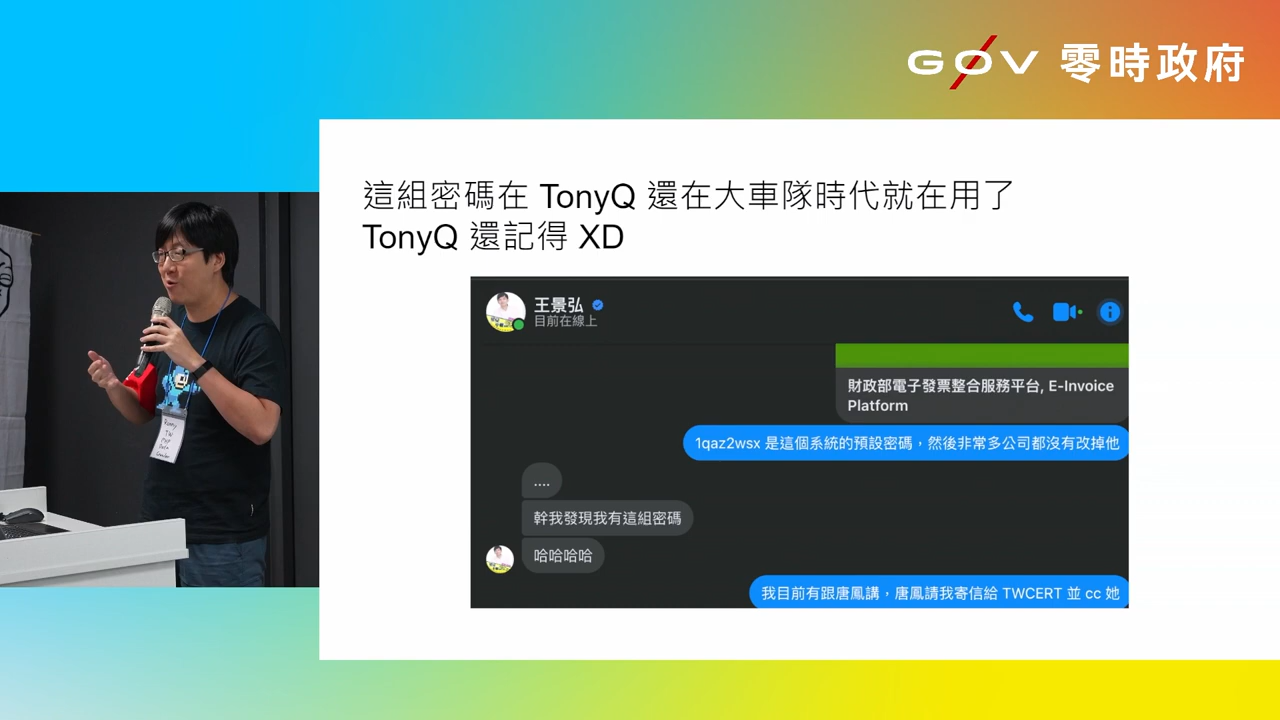 G0V 零時政府
這組密碼在 TonyQ 還在大車隊時代就在用了
TonyQ 還記得 XD
王景弘
目前在線上
財政部電子發票整合服務平台, E-Invoice
Platform
1qaz2wsx 是這個系統的預設密碼，然後非常多公司都沒有改掉他
....
幹我發現我有這組密碼
哈哈哈哈
我目前有跟唐鳳講，唐鳳請我寄信給 TWCERT 並 cc 她
Ronny
TW